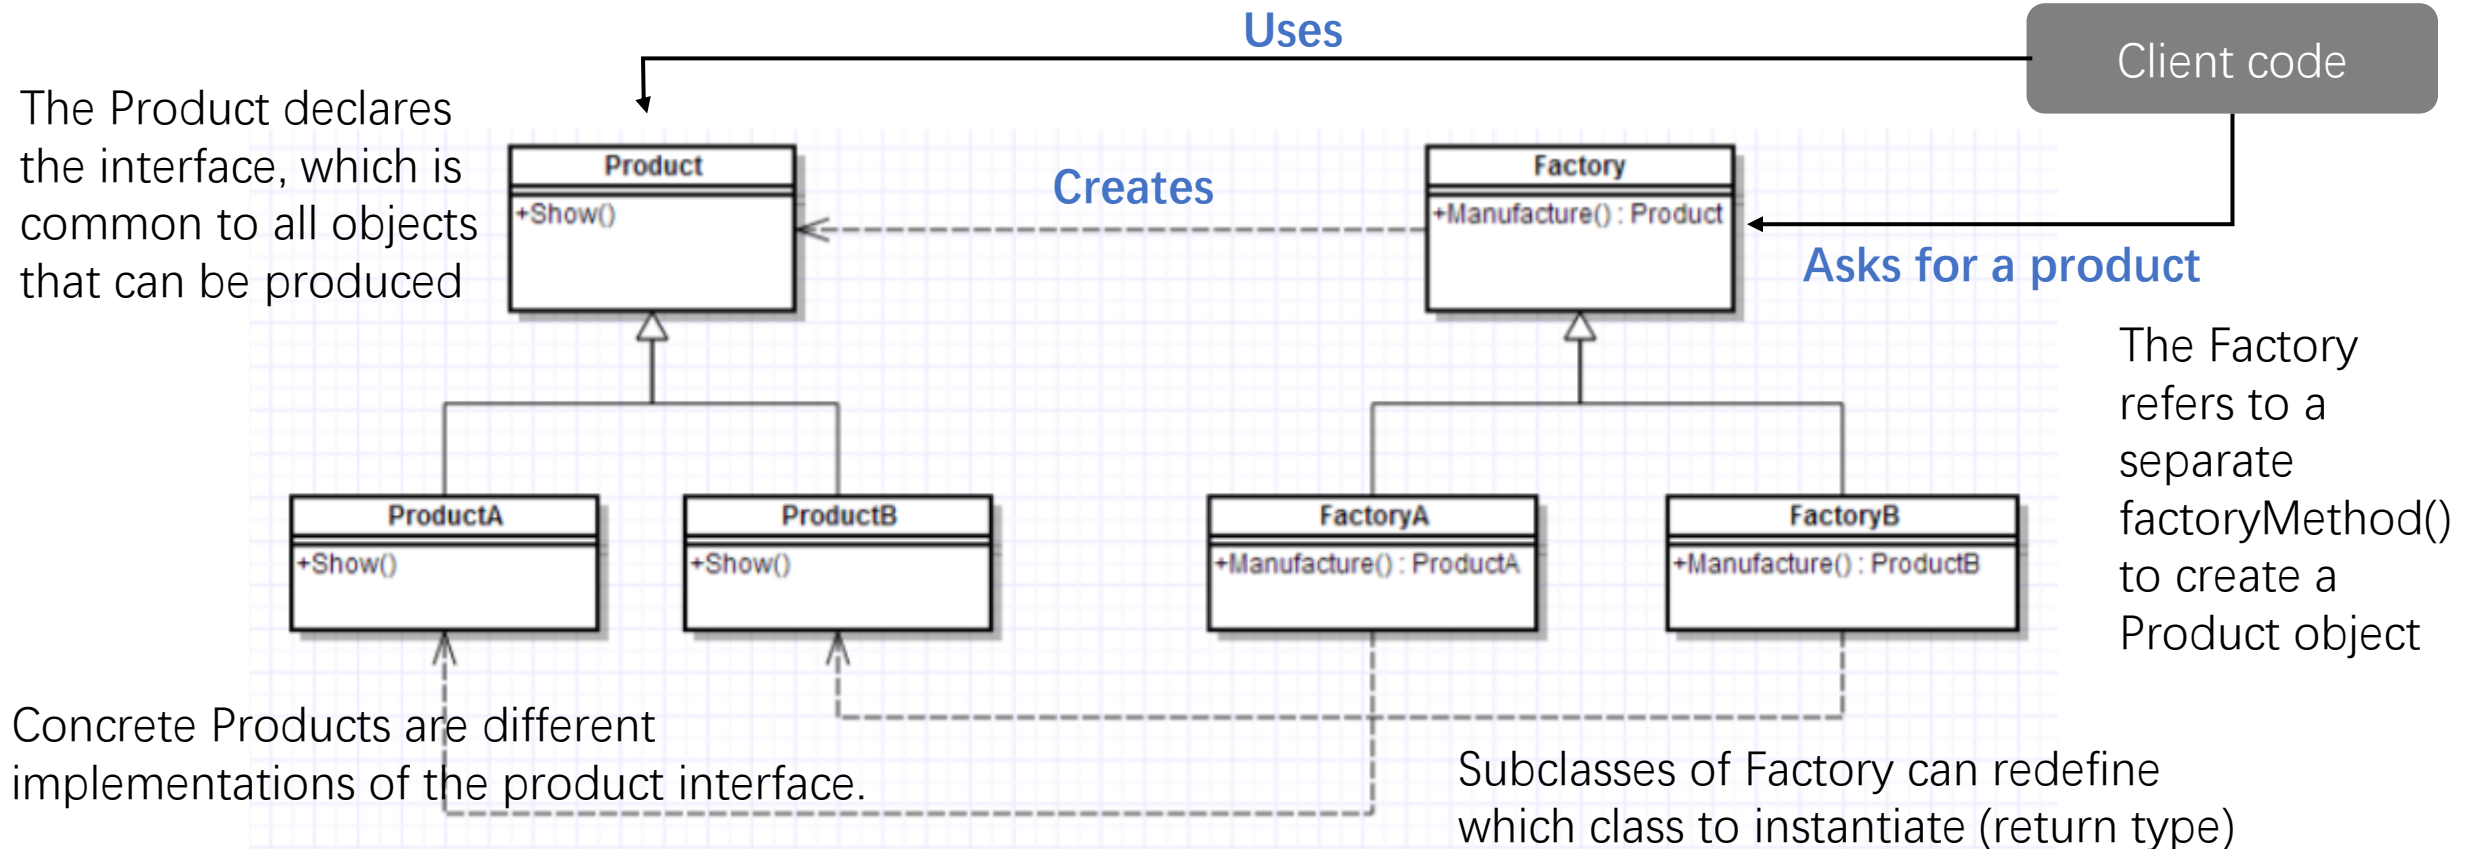 Uses
Client code
The Product declares
the interface, which is
common to all objects
that can be produced
Product
+Show()
Creates
Factory
+Manufacture() : Product
Asks for a product
The Factory
refers to a
separate
factoryMethod()
to create a
Product object
ProductA
+Show()
ProductB
+Show()
FactoryA
+Manufacture() : ProductA
FactoryB
+Manufacture() : ProductB
Concrete Products are different
implementations of the product interface.
Subclasses of Factory can redefine
which class to instantiate (return type)